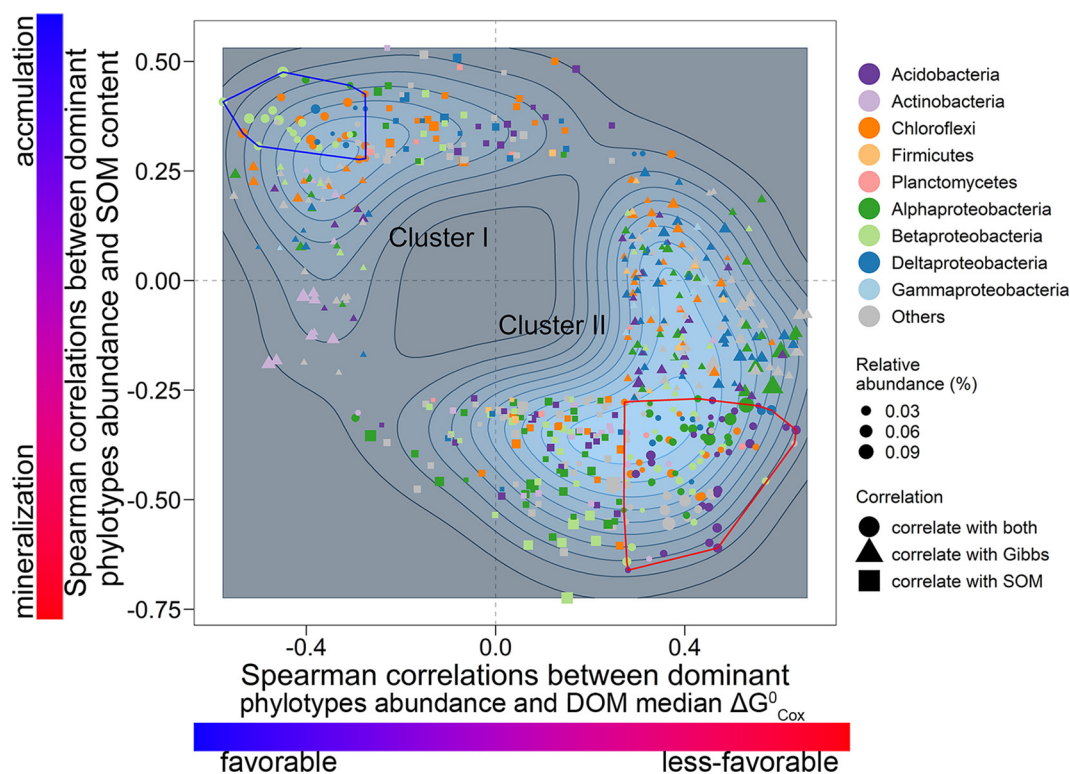 accmulation
mineralization
Spearman correlations between dominant
phylotypes abundance and SOM content
0.50
0.25
0.00
-0.25
-0.50
-0.75
Cluster I
Cluster II
-0.4
0.0
0.4
Spearman correlations between dominant
phylotypes abundance and DOM median ΔG⁰Cox
favorable
less-favorable
Acidobacteria
Actinobacteria
Chloroflexi
Firmicutes
Planctomycetes
Alphaproteobacteria
Betaproteobacteria
Deltaproteobacteria
Gammaproteobacteria
Others
Relative
abundance (%)
0.03
0.06
0.09
Correlation
correlate with both
correlate with Gibbs
correlate with SOM